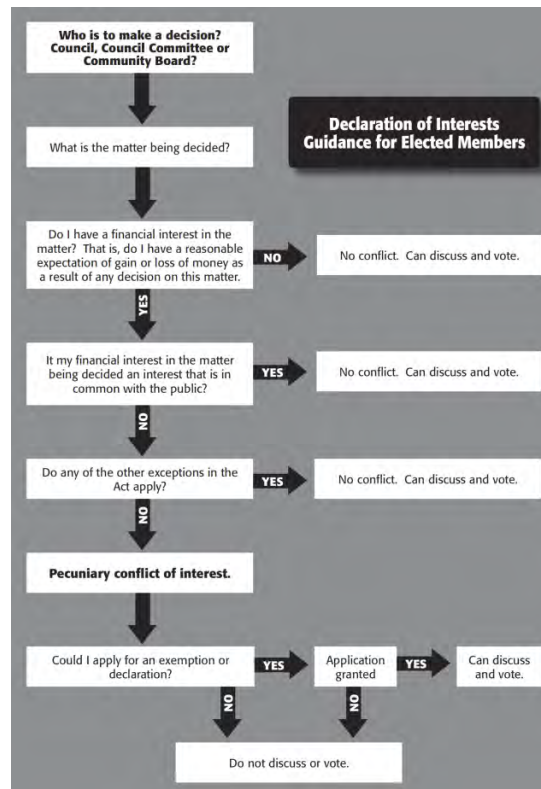 Who is to make a decision?
Council, Council Committee or
Community Board?
Declaration of Interests
Guidance for Elected Members
What is the matter being decided?
Do I have a financial interest in the
matter? That is, do I have a reasonable
expectation of gain or loss of money as
a result of any decision on this matter.
NO
No conflict. Can discuss and vote.
YES
It my financial interest in the matter
being decided an interest that is in
common with the public?
YES
No conflict. Can discuss and vote.
NO
Do any of the other exceptions in the
Act apply?
YES
No conflict. Can discuss and vote.
NO
Pecuniary conflict of interest.
Could I apply for an exemption or
declaration?
YES
Application
granted
YES
Can discuss
and vote.
NO
NO
Do not discuss or vote.